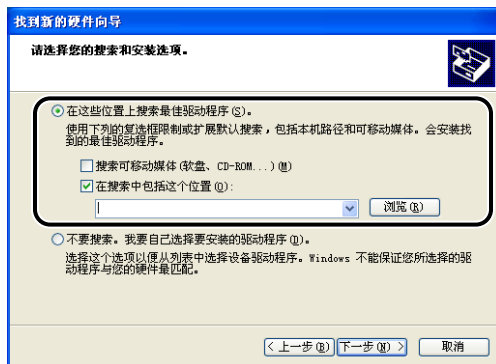 找到新的硬件向导
请选择您的搜索和安装选项。
在这些位置上搜索最佳驱动程序(S)。
使用下列的复选框限制或扩展默认搜索，包括本机路径和可移动媒体。会安装找
到的最佳驱动程序。
搜索可移动媒体(软盘、CD-ROM...)(M)
在搜索中包括这个位置(O):
浏览(R)
不要搜索。我要自己选择要安装的驱动程序(D)。
选择这个选项以便从列表中选择设备驱动程序。Windows 不能保证您所选择的驱
动程序与您的硬件最匹配。
<上一步(B) 下一步(N)> 取消